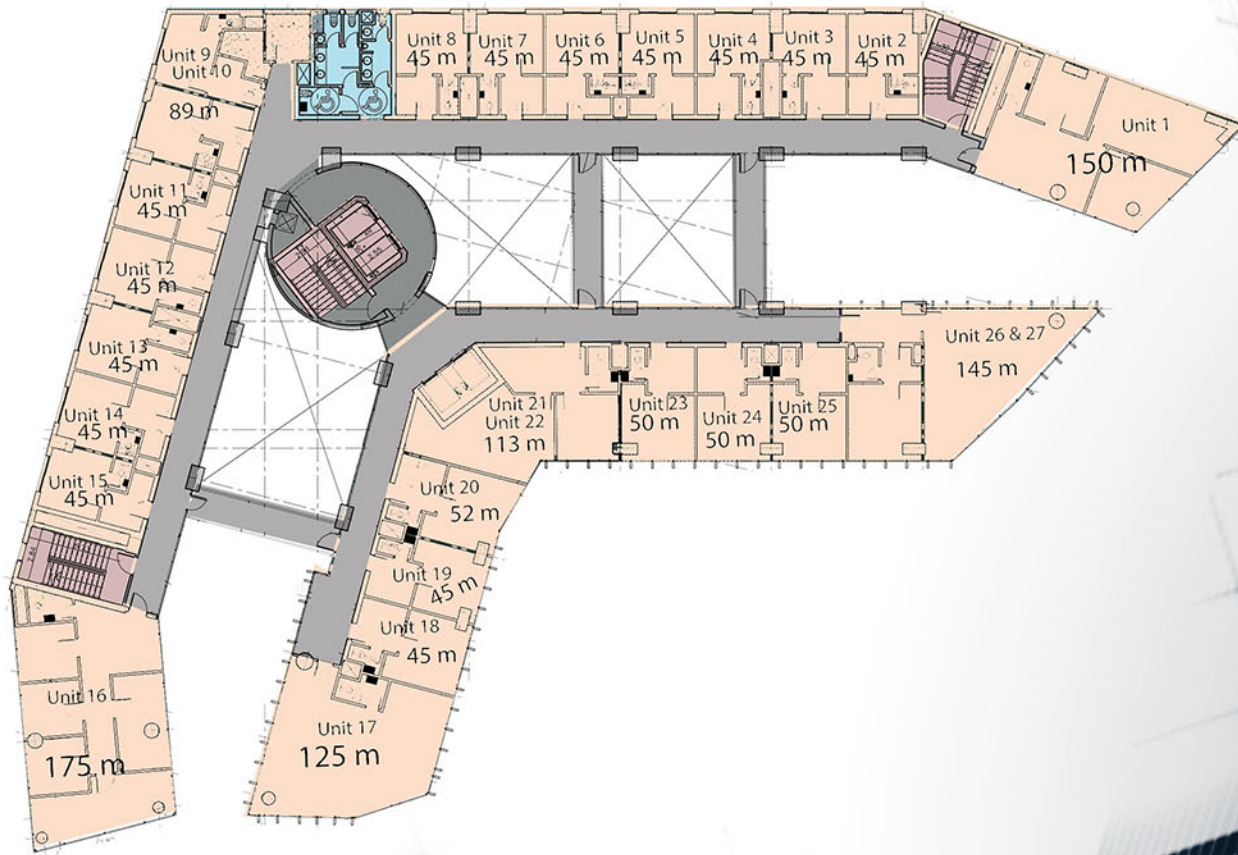 Unit 9
Unit 10
89 m
Unit 8
45 m
Unit 7
45 m
Unit 6
45 m
Unit 5
45 m
Unit 4
45 m
Unit 3
45 m
Unit 2
45 m
Unit 1
150 m
Unit 11
45 m
Unit 12
45 m
Unit 13
45 m
Unit 14
45 m
Unit 15
45 m
Unit 16
175 m
Unit 17
125 m
Unit 18
45 m
Unit 19
45 m
Unit 20
52 m
Unit 21
Unit 22
113 m
Unit 23
50 m
Unit 24
50 m
Unit 25
50 m
Unit 26 & 27
145 m